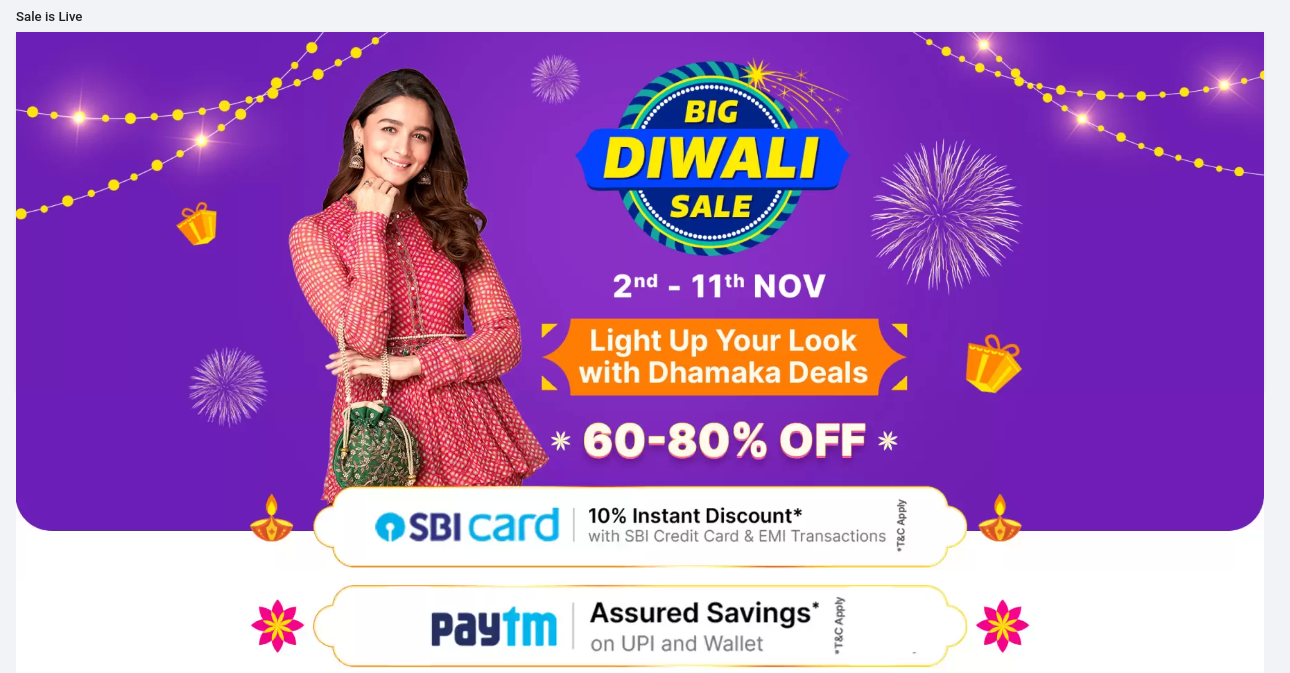 Sale is Live
BIG
DIWALI
SALE
2nd - 11th NOV
Light Up Your Look
with Dhamaka Deals
60-80% OFF
SBI card
10% Instant Discount*
with SBI Credit Card & EMI Transactions
*T&C Apply
paytm
Assured Savings*
on UPI and Wallet
*T&C Apply